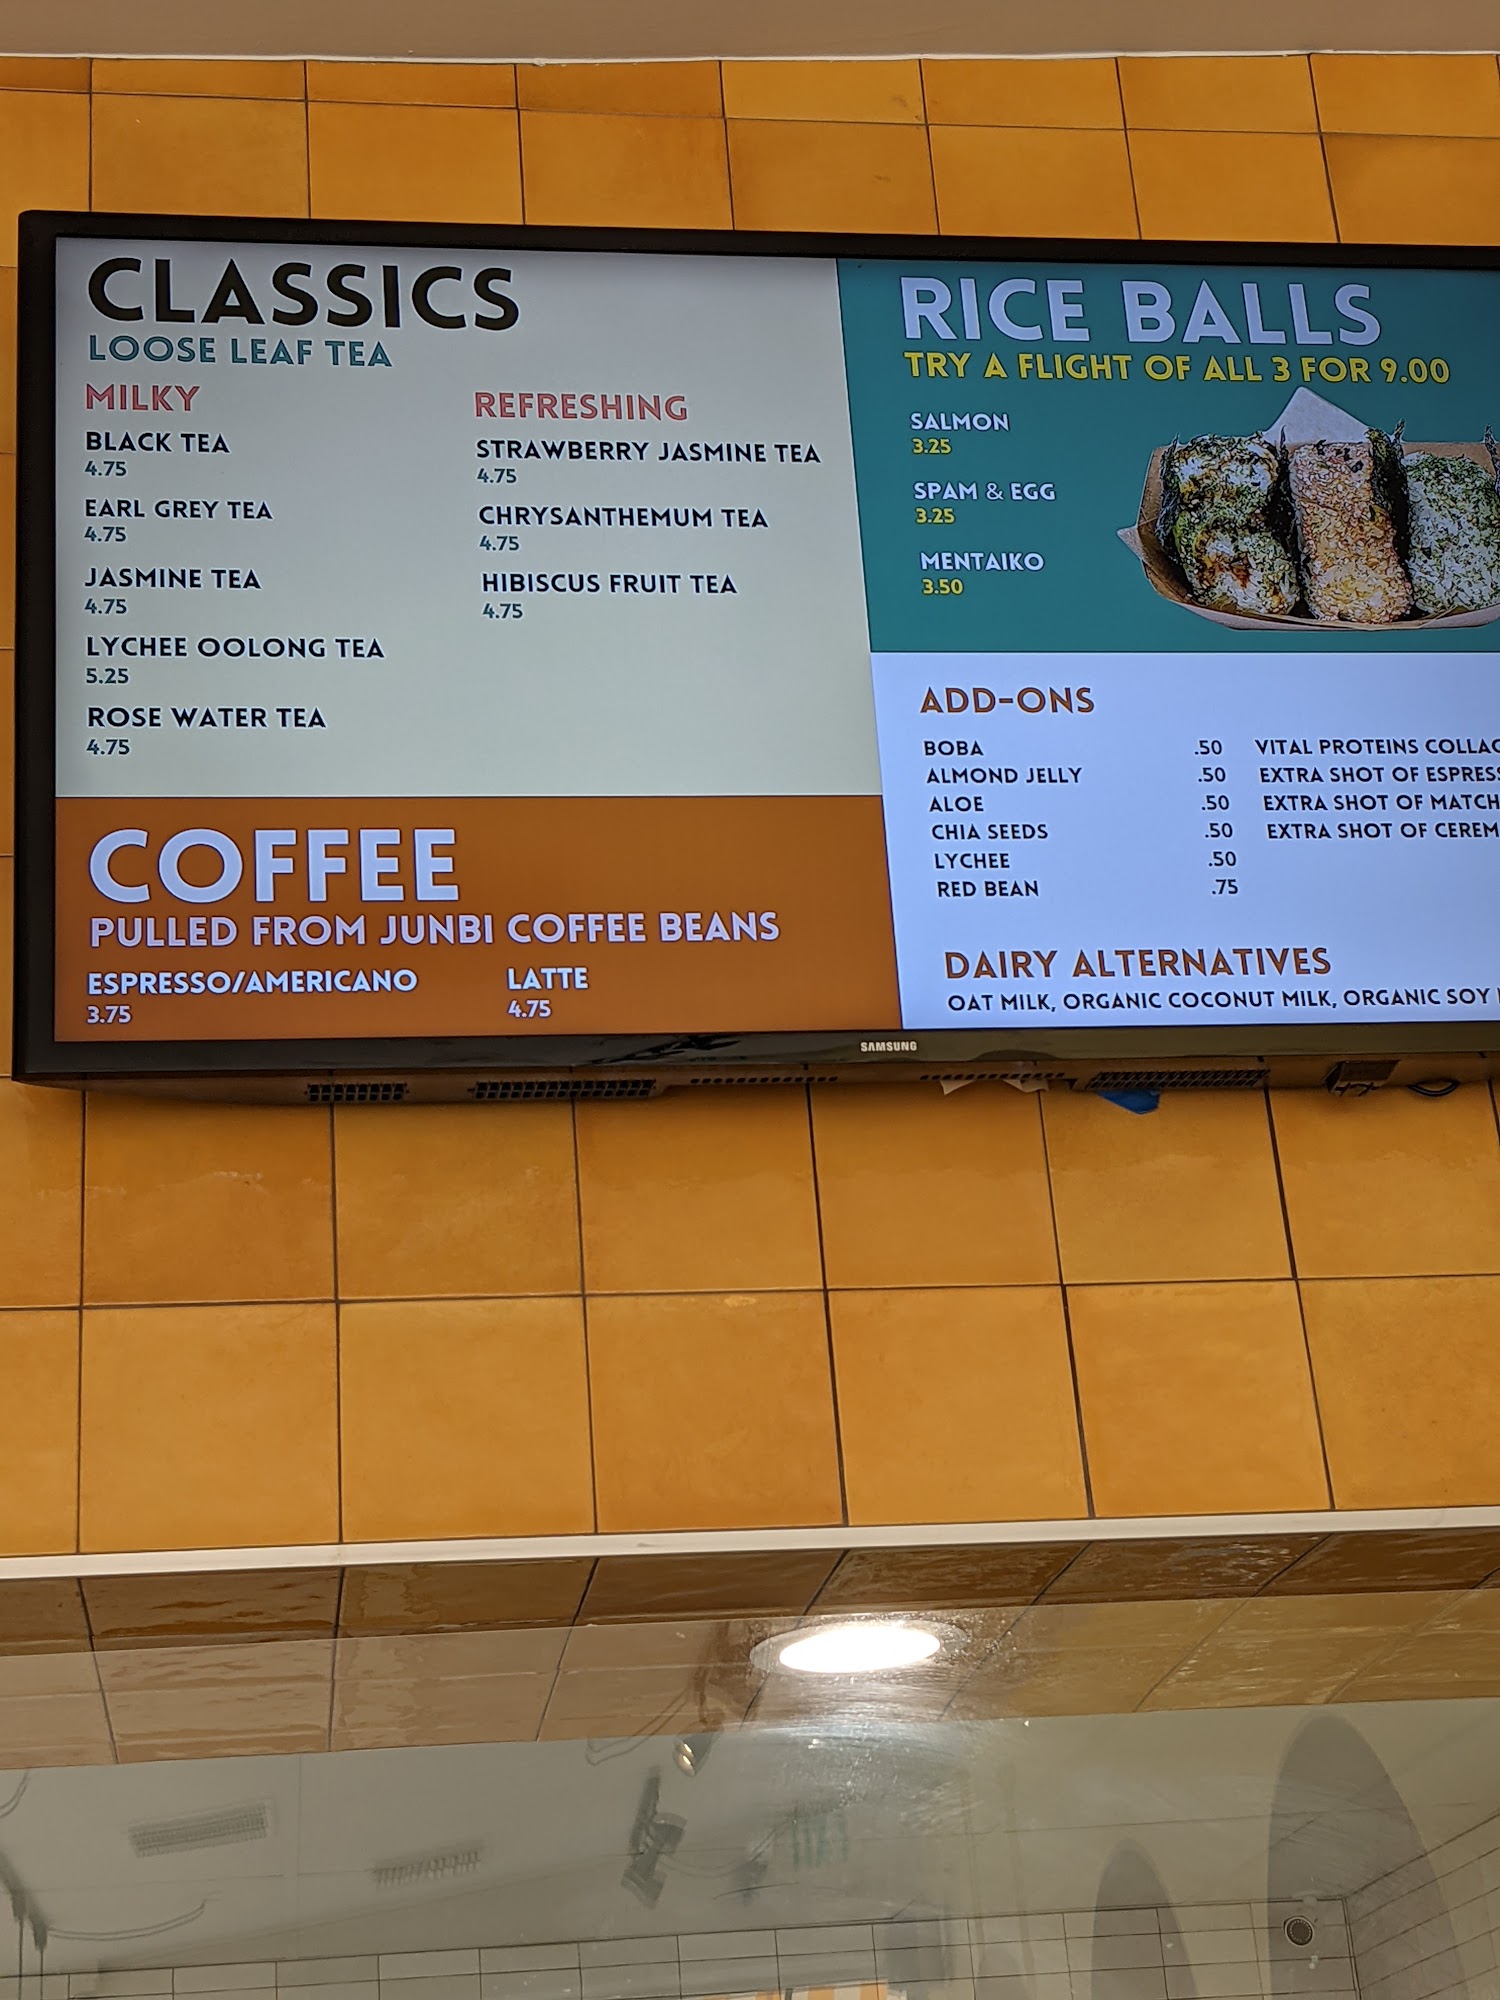 CLASSICS
LOOSE LEAF TEA
MILKY
BLACK TEA
4.75
EARL GREY TEA
4.75
JASMINE TEA
4.75
LYCHEE OOLONG TEA
5.25
ROSE WATER TEA
4.75
REFRESHING
STRAWBERRY JASMINE TEA
4.75
CHRYSANTHEMUM TEA
4.75
HIBISCUS FRUIT TEA
4.75
COFFEE
PULLED FROM JUNBI COFFEE BEANS
ESPRESSO/AMERICANO
3.75
LATTE
4.75
RICE BALLS
TRY A FLIGHT OF ALL 3 FOR 9.00
SALMON
3.25
SPAM & EGG
3.25
MENTAIKO
3.50
ADD-ONS
BOBA .50
ALMOND JELLY .50
ALOE .50
CHIA SEEDS .50
LYCHEE .50
RED BEAN .75
VITAL PROTEINS
EXTRA SHOT OF
EXTRA SHOT OF
EXTRA SHOT OF
DAIRY ALTERNATIVES
OAT MILK, ORGANIC COCONUT MILK, ORGANIC SOY
SAMSUNG
EXIT